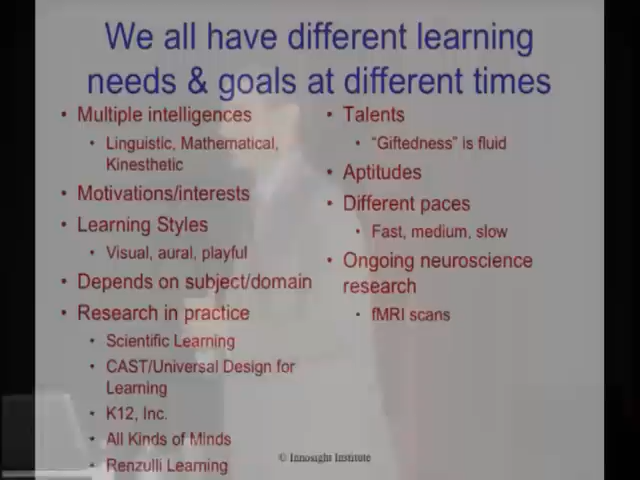 We all have different learning
needs & goals at different times
• Multiple intelligences
• Linguistic, Mathematical,
Kinesthetic
• Motivations/interests
• Learning Styles
• Visual, aural, playful
• Depends on subject/domain
• Research in practice
• Scientific Learning
• CAST/Universal Design for
Learning
• K12, Inc.
• All Kinds of Minds
• Renzulli Learning
• Talents
• “Giftedness” is fluid
• Aptitudes
• Different paces
• Fast, medium, slow
• Ongoing neuroscience
research
• fMRI scans
© Innosight Institute